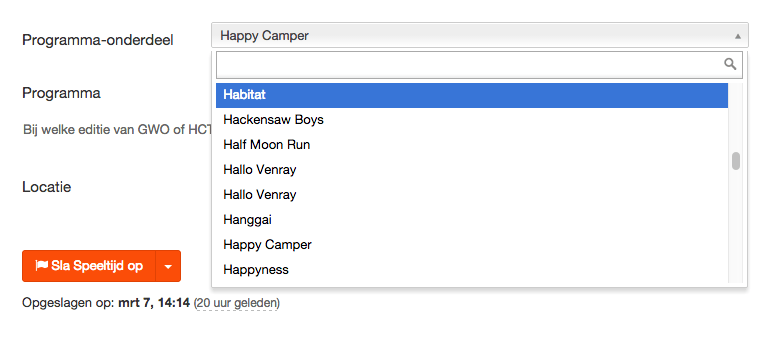 Programma-onderdeel
Happy Camper
Habitat
Programma
Hackensaw Boys
Bij welke editie van GWO of HCT
Half Moon Run
Hallo Venray
Locatie
Hallo Venray
Hanggai
Happy Camper
Sla Speeltijd op
Happyness
Opgeslagen op: mrt 7, 14:14 (20 uur geleden)